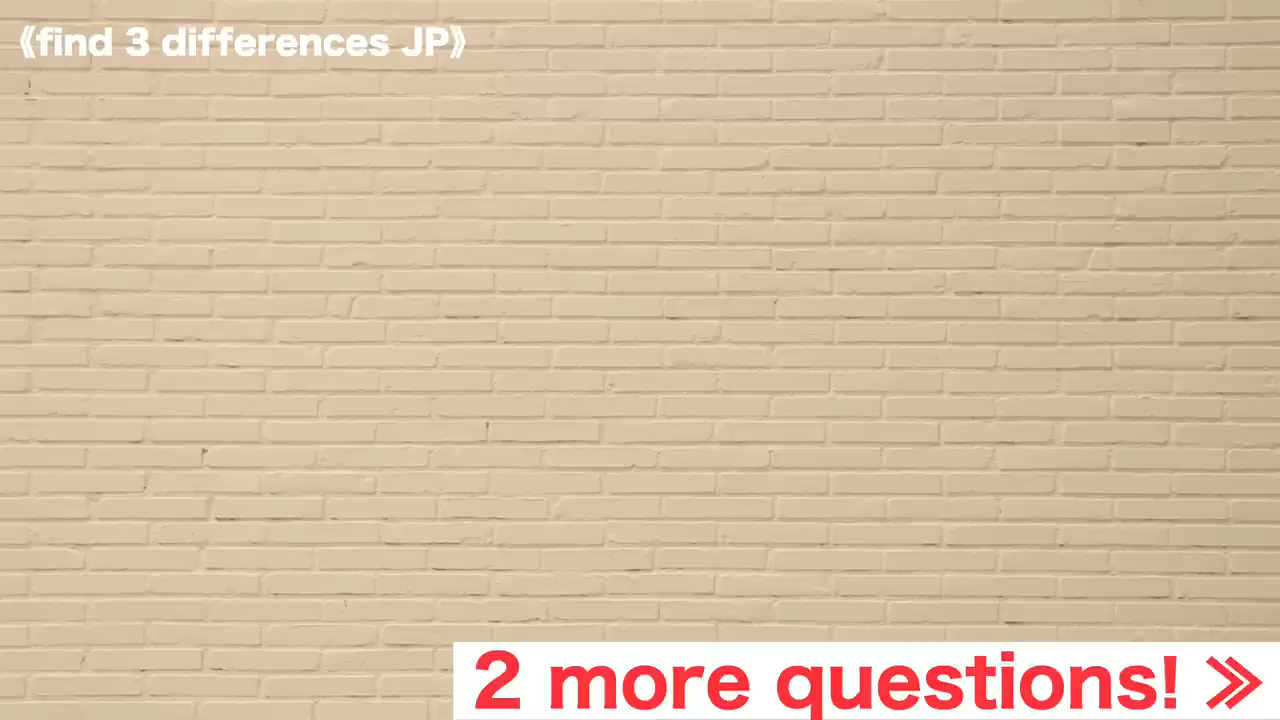 《find 3 differences JP》
2 more questions! ≫